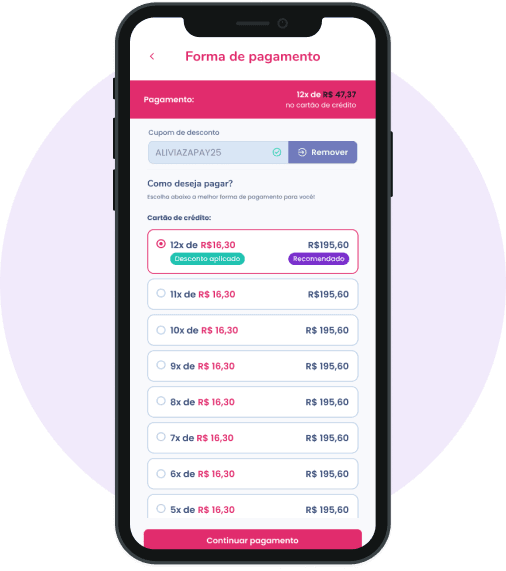 Forma de pagamento
Pagamento:
12x de R$ 47,37
no cartão de crédito
Cupom de desconto
ALIVIAZAPAY25
Remover
Como deseja pagar?
Escolha abaixo a melhor forma de pagamento para você!
Cartão de crédito:
12x de R$16,30 R$195,60
Desconto aplicado Recomendado
11x de R$ 16,30 R$195,60
10x de R$ 16,30 R$ 195,60
9x de R$ 16,30 R$ 195,60
8x de R$ 16,30 R$ 195,60
7x de R$ 16,30 R$ 195,60
6x de R$ 16,30 R$ 195,60
5x de R$ 16,30 R$ 195,60
Continuar pagamento